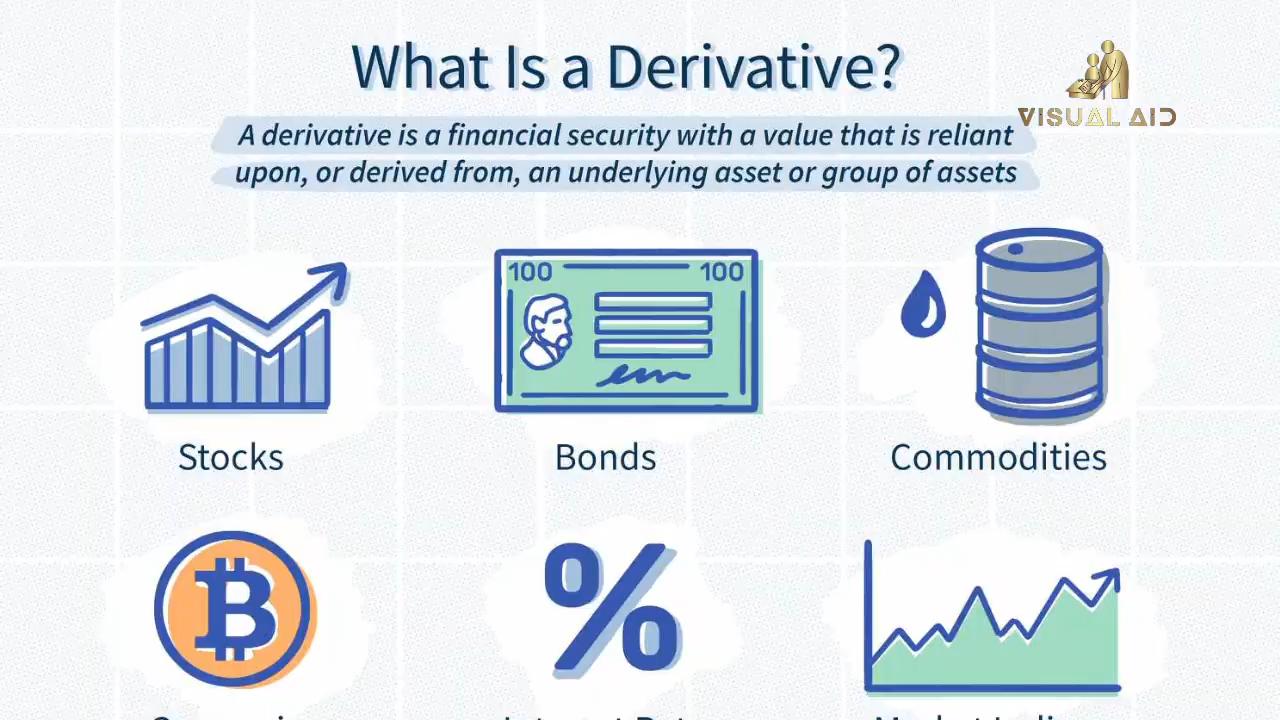 What Is a Derivative?
VISUAL AID
A derivative is a financial security with a value that is reliant
upon, or derived from, an underlying asset or group of assets
100 100
Stocks
Bonds
Commodities